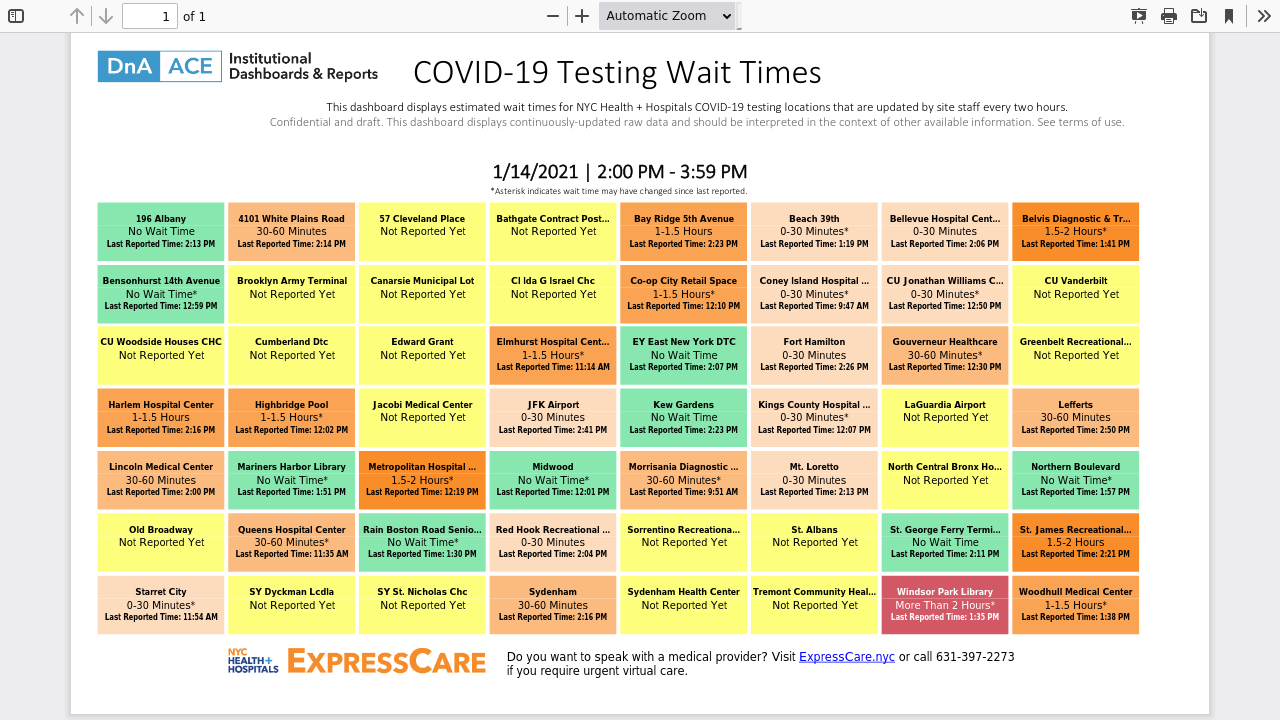 1
of 1
Automatic Zoom
DnA ACE Institutional
Dashboards & Reports
COVID-19 Testing Wait Times
This dashboard displays estimated wait times for NYC Health + Hospitals COVID-19 testing locations that are updated by site staff every two hours.
Confidential and draft. This dashboard displays continuously-updated raw data and should be interpreted in the context of other available information. See terms of use.
1/14/2021 | 2:00 PM - 3:59 PM
*Asterisk indicates wait time may have changed since last reported.
196 Albany
No Wait Time
Last Reported Time: 2:13 PM
4101 White Plains Road
30-60 Minutes
Last Reported Time: 2:14 PM
57 Cleveland Place
Not Reported Yet
Bathgate Contract Post...
Not Reported Yet
Bay Ridge 5th Avenue
1-1.5 Hours
Last Reported Time: 2:23 PM
Beach 39th
0-30 Minutes*
Last Reported Time: 1:19 PM
Bellevue Hospital Cent...
0-30 Minutes
Last Reported Time: 2:06 PM
Belvis Diagnostic & Tr...
1.5-2 Hours*
Last Reported Time: 1:41 PM
Bensonhurst 14th Avenue
No Wait Time*
Last Reported Time: 12:59 PM
Brooklyn Army Terminal
Not Reported Yet
Canarsie Municipal Lot
Not Reported Yet
CI Ida G Israel Chc
Not Reported Yet
Co-op City Retail Space
1-1.5 Hours*
Last Reported Time: 12:10 PM
Coney Island Hospital ...
0-30 Minutes*
Last Reported Time: 9:47 AM
CU Jonathan Williams C...
0-30 Minutes*
Last Reported Time: 12:50 PM
CU Vanderbilt
Not Reported Yet
CU Woodside Houses CHC
Not Reported Yet
Cumberland Dtc
Not Reported Yet
Edward Grant
Not Reported Yet
Elmhurst Hospital Cent...
1-1.5 Hours*
Last Reported Time: 11:14 AM
EY East New York DTC
No Wait Time
Last Reported Time: 2:07 PM
Fort Hamilton
0-30 Minutes
Last Reported Time: 2:26 PM
Gouverneur Healthcare
30-60 Minutes*
Last Reported Time: 12:30 PM
Greenbelt Recreational...
Not Reported Yet
Harlem Hospital Center
1-1.5 Hours
Last Reported Time: 2:16 PM
Highbridge Pool
1-1.5 Hours*
Last Reported Time: 12:02 PM
Jacobi Medical Center
Not Reported Yet
JFK Airport
0-30 Minutes
Last Reported Time: 2:41 PM
Kew Gardens
No Wait Time
Last Reported Time: 2:23 PM
Kings County Hospital ...
0-30 Minutes*
Last Reported Time: 12:07 PM
LaGuardia Airport
Not Reported Yet
Lefferts
30-60 Minutes
Last Reported Time: 2:50 PM
Lincoln Medical Center
30-60 Minutes
Last Reported Time: 2:00 PM
Mariners Harbor Library
No Wait Time*
Last Reported Time: 1:51 PM
Metropolitan Hospital ...
1.5-2 Hours*
Last Reported Time: 12:19 PM
Midwood
No Wait Time*
Last Reported Time: 12:01 PM
Morrisania Diagnostic ...
30-60 Minutes*
Last Reported Time: 9:51 AM
Mt. Loretto
0-30 Minutes
Last Reported Time: 2:13 PM
North Central Bronx Ho...
Not Reported Yet
Northern Boulevard
No Wait Time*
Last Reported Time: 1:57 PM
Old Broadway
Not Reported Yet
Queens Hospital Center
30-60 Minutes*
Last Reported Time: 11:35 AM
Rain Boston Road Senio...
No Wait Time*
Last Reported Time: 1:30 PM
Red Hook Recreational ...
0-30 Minutes
Last Reported Time: 2:04 PM
Sorrentino Recreationa...
Not Reported Yet
St. Albans
Not Reported Yet
St. George Ferry Termi...
No Wait Time
Last Reported Time: 2:11 PM
St. James Recreational...
1.5-2 Hours
Last Reported Time: 2:21 PM
Starret City
0-30 Minutes*
Last Reported Time: 11:54 AM
SY Dyckman Lcdla
Not Reported Yet
SY St. Nicholas Chc
Not Reported Yet
Sydenham
30-60 Minutes
Last Reported Time: 2:16 PM
Sydenham Health Center
Not Reported Yet
Tremont Community Heal...
Not Reported Yet
Windsor Park Library
More Than 2 Hours*
Last Reported Time: 1:35 PM
Woodhull Medical Center
1-1.5 Hours*
Last Reported Time: 1:38 PM
NYC
HEALTH+
HOSPITALS
EXPRESSCARE
Do you want to speak with a medical provider? Visit ExpressCare.nyc or call 631-397-2273
if you require urgent virtual care.